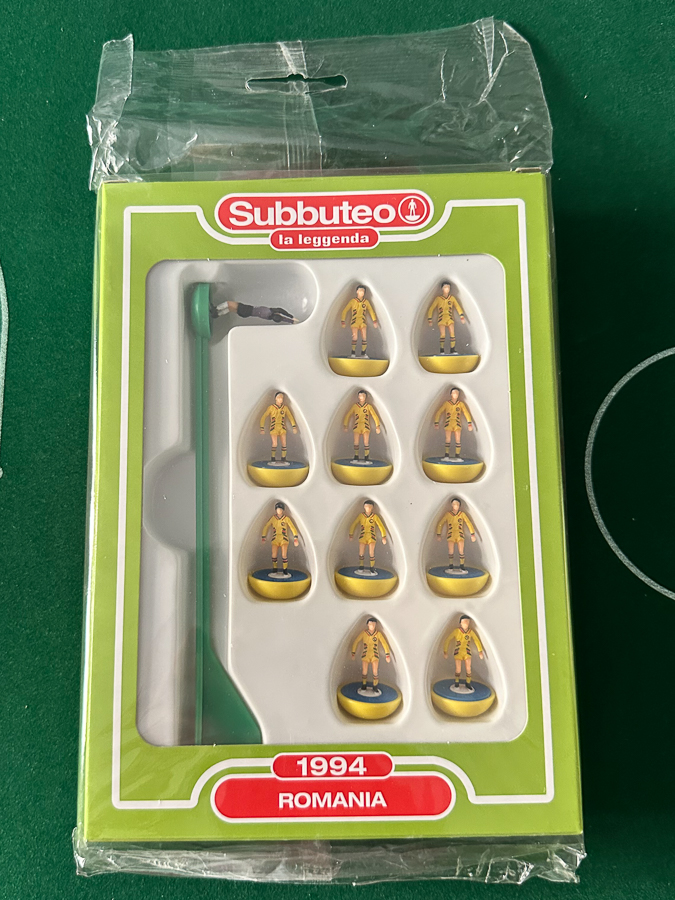 Subbuteo
la leggenda
1994
ROMANIA